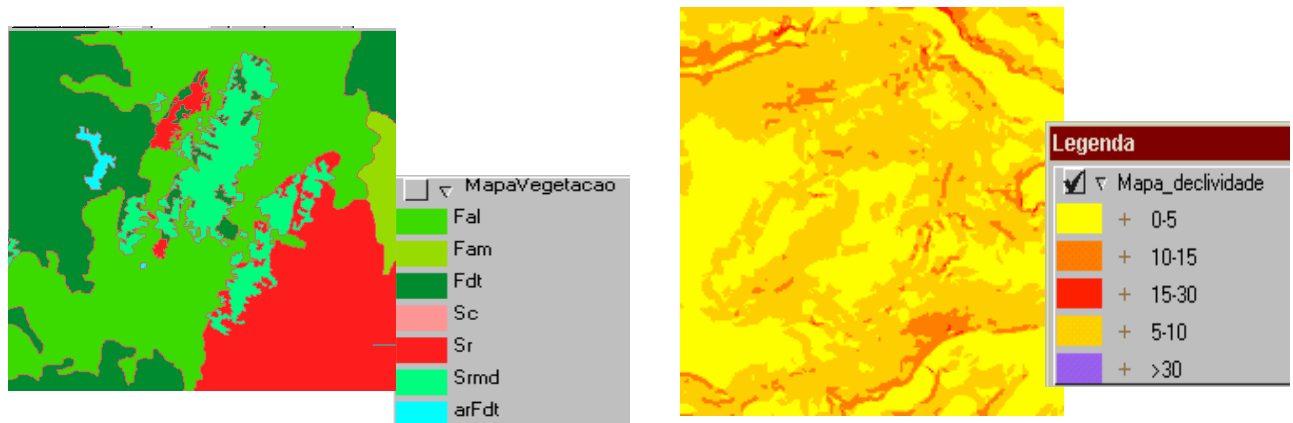 MapaVegetacao
Fal
Fam
Fdt
Sc
Sr
Srmd
arFdt
Legenda
Mapa_declividade
0-5
10-15
15-30
5-10
>30